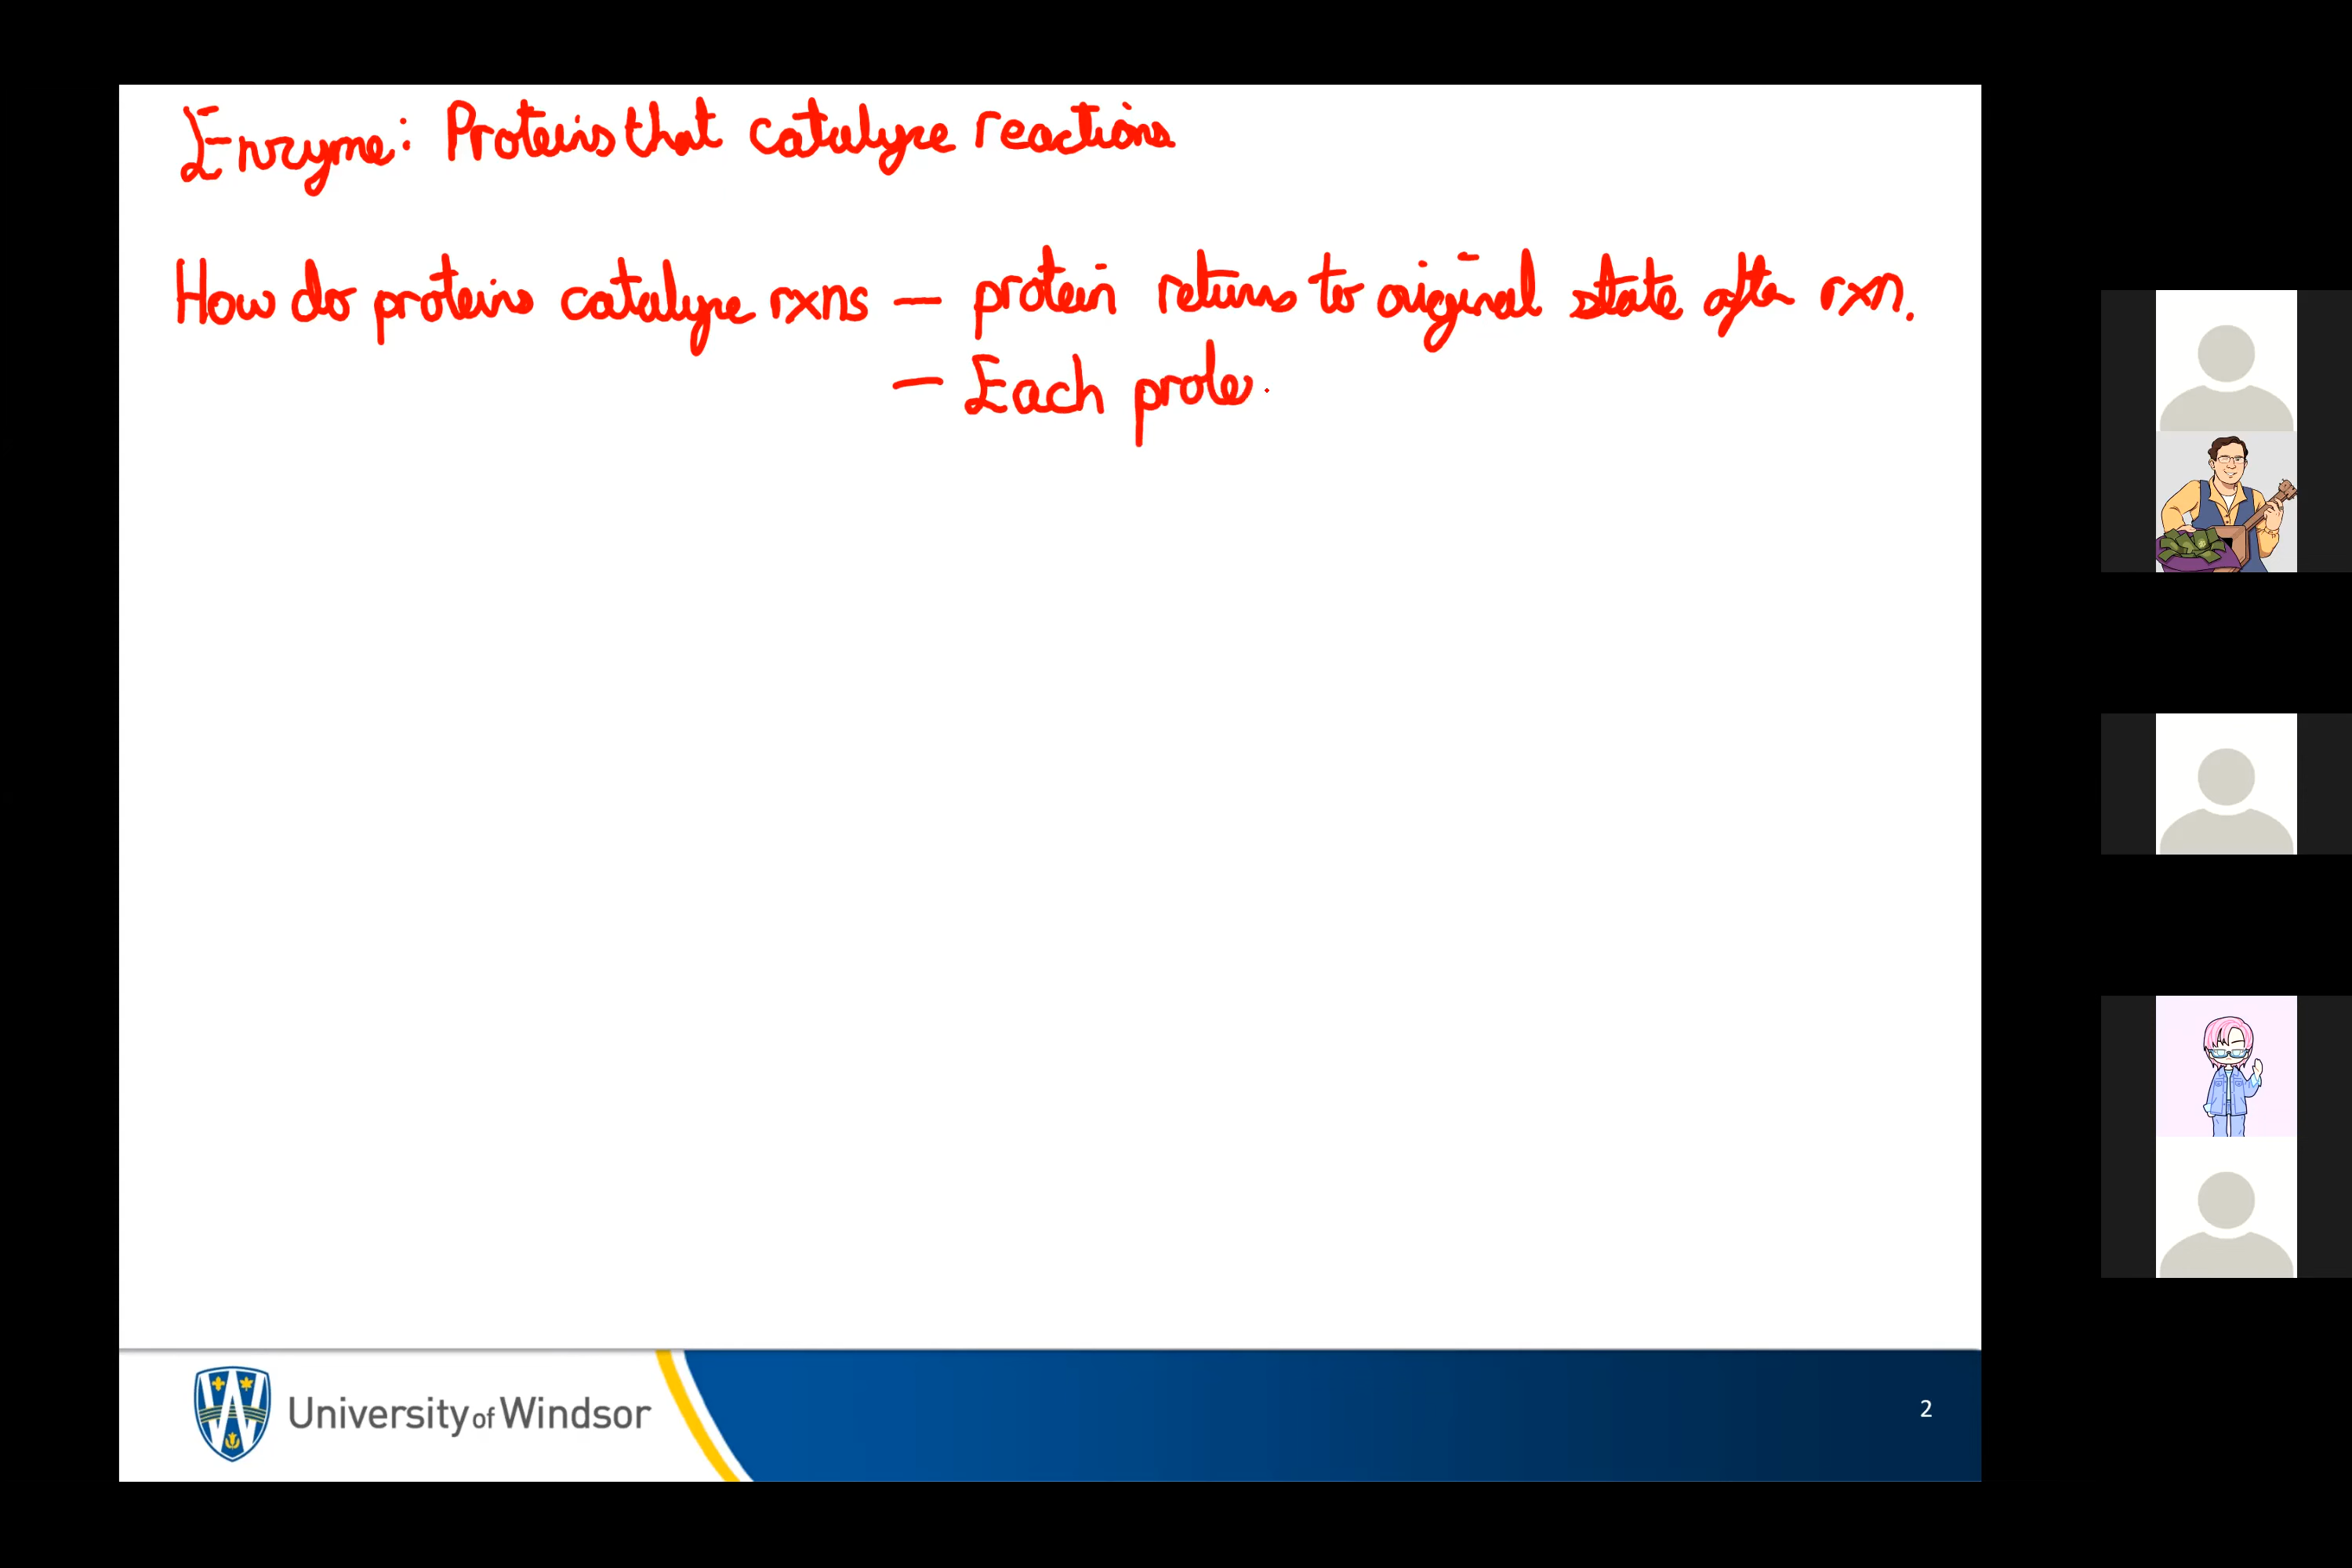 Enzyme: Proteins that catalyze reactions
How do proteins catalyze rxns — protein returns to original state after rxn.
— Each prote
University of Windsor
2